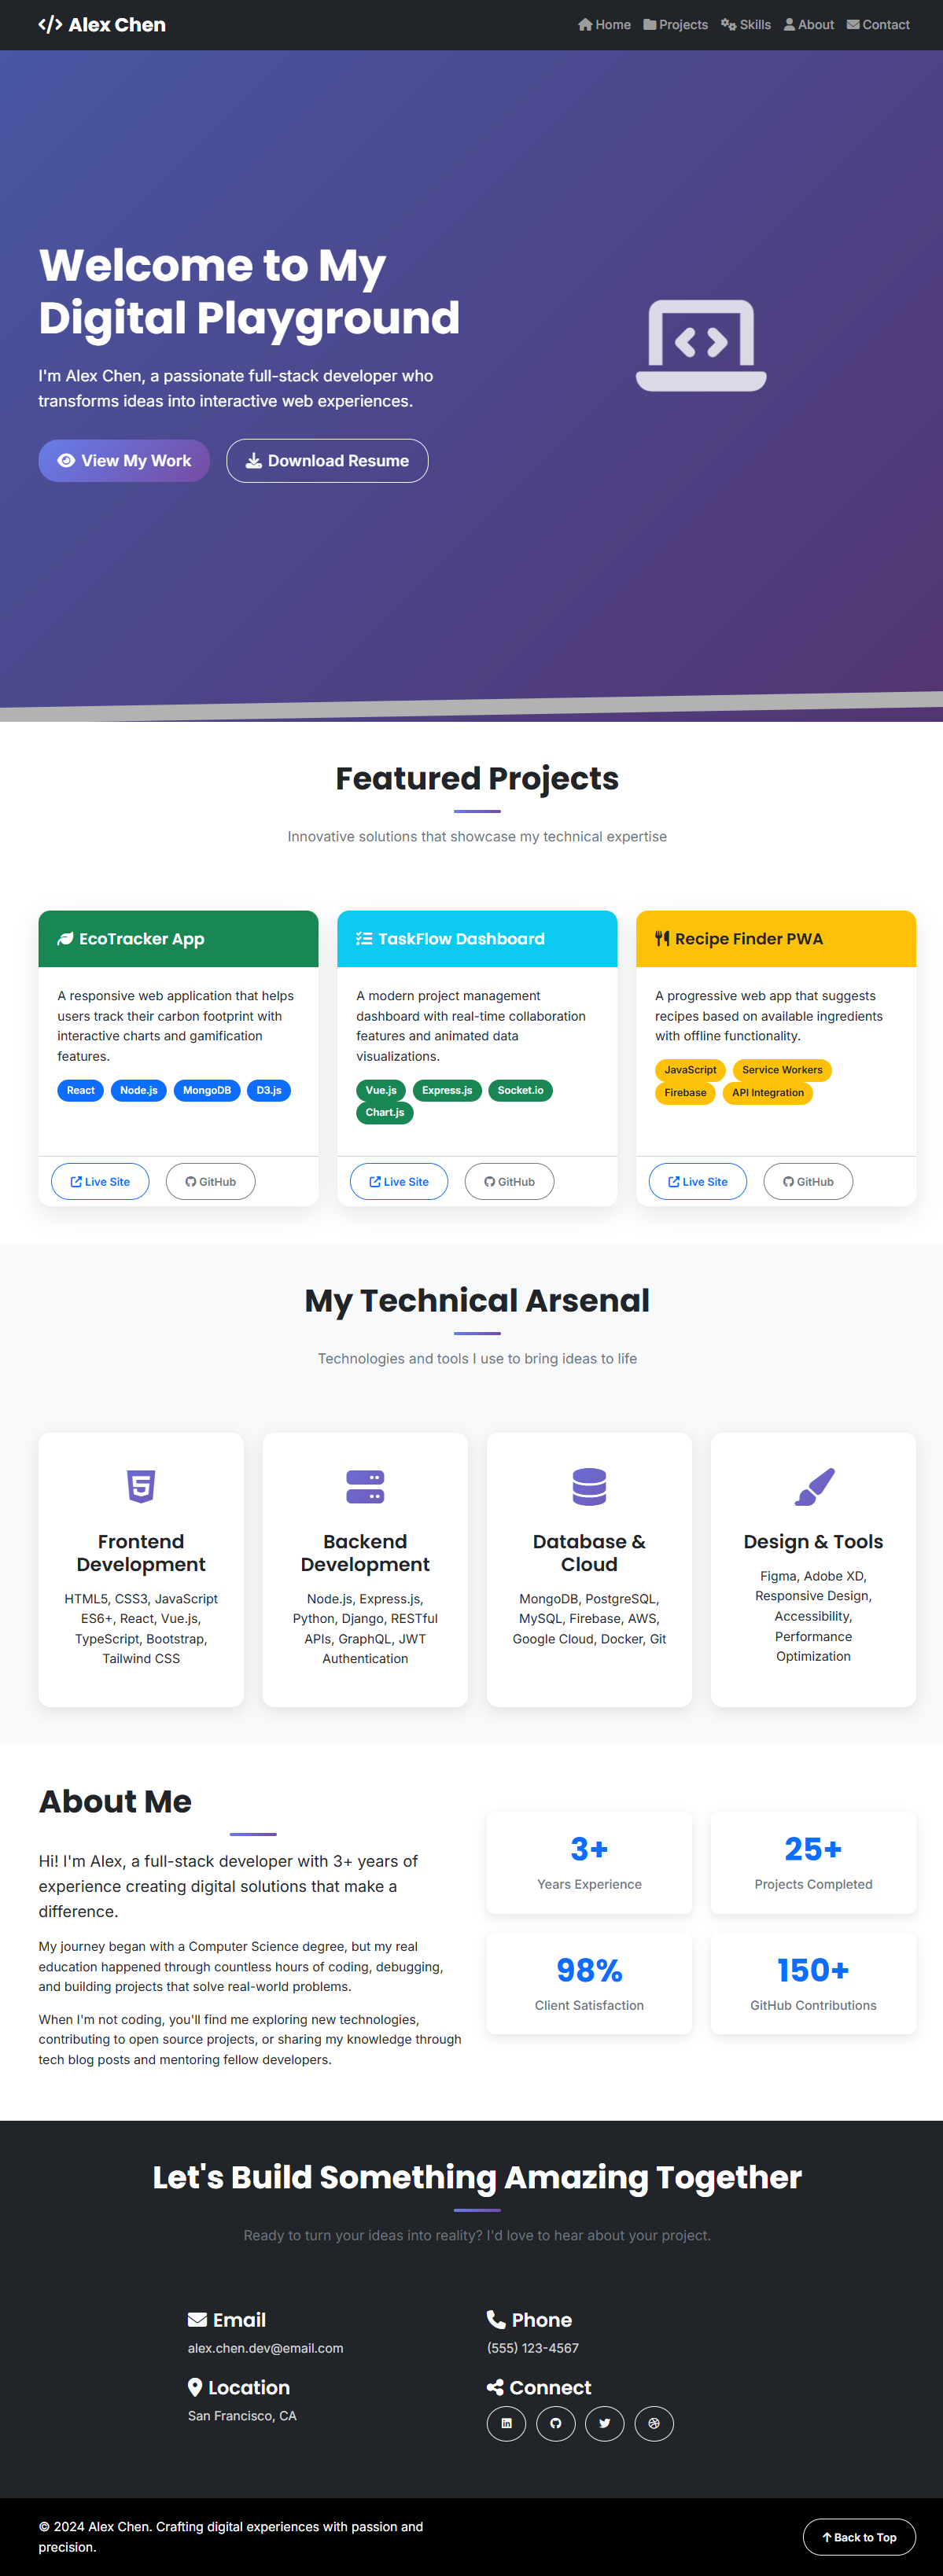 Alex Chen
Home Projects Skills About Contact
Welcome to My
Digital Playground
I'm Alex Chen, a passionate full-stack developer who
transforms ideas into interactive web experiences.
View My Work
Download Resume
Featured Projects
Innovative solutions that showcase my technical expertise
EcoTracker App
A responsive web application that helps
users track their carbon footprint with
interactive charts and gamification
features.
React Node.js MongoDB D3.js
Live Site GitHub
TaskFlow Dashboard
A modern project management
dashboard with real-time collaboration
features and animated data
visualizations.
Vue.js Express.js Socket.io
Chart.js
Live Site GitHub
Recipe Finder PWA
A progressive web app that suggests
recipes based on available ingredients
with offline functionality.
JavaScript Service Workers
Firebase API Integration
Live Site GitHub
My Technical Arsenal
Technologies and tools I use to bring ideas to life
Frontend
Development
HTML5, CSS3, JavaScript
ES6+, React, Vue.js,
TypeScript, Bootstrap,
Tailwind CSS
Backend
Development
Node.js, Express.js,
Python, Django, RESTful
APIs, GraphQL, JWT
Authentication
Database &
Cloud
MongoDB, PostgreSQL,
MySQL, Firebase, AWS,
Google Cloud, Docker, Git
Design & Tools
Figma, Adobe XD,
Responsive Design,
Accessibility,
Performance
Optimization
About Me
Hi! I'm Alex, a full-stack developer with 3+ years of
experience creating digital solutions that make a
difference.
My journey began with a Computer Science degree, but my real
education happened through countless hours of coding, debugging,
and building projects that solve real-world problems.
When I'm not coding, you'll find me exploring new technologies,
contributing to open source projects, or sharing my knowledge through
tech blog posts and mentoring fellow developers.
3+
Years Experience
25+
Projects Completed
98%
Client Satisfaction
150+
GitHub Contributions
Let's Build Something Amazing Together
Ready to turn your ideas into reality? I'd love to hear about your project.
Email
alex.chen.dev@email.com
Phone
(555) 123-4567
Location
San Francisco, CA
Connect
© 2024 Alex Chen. Crafting digital experiences with passion and
precision.
Back to Top